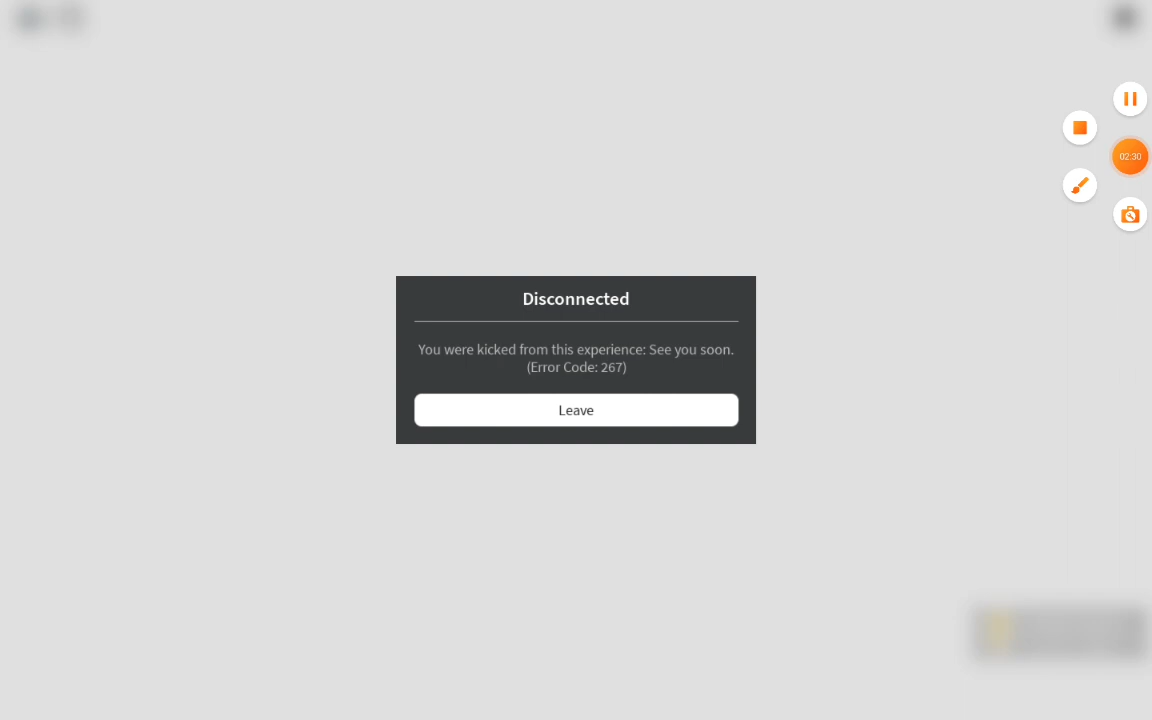 02:30
Disconnected
You were kicked from this experience: See you soon.
(Error Code: 267)
Leave